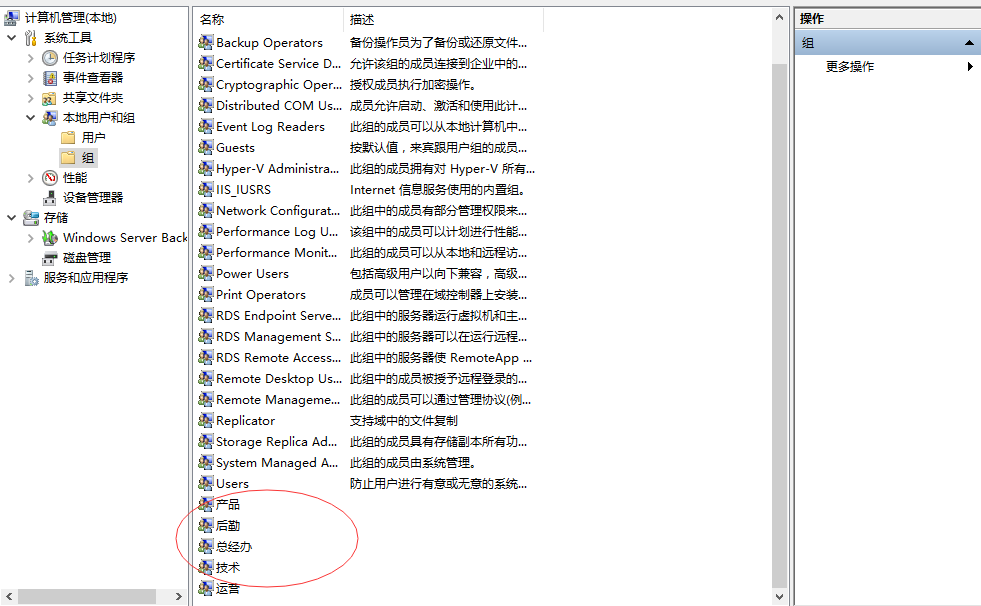 计算机管理(本地)
系统工具
任务计划程序
事件查看器
共享文件夹
本地用户和组
用户
组
性能
设备管理器
存储
Windows Server Back
磁盘管理
服务和应用程序
名称 描述
Backup Operators 备份操作员为了备份或还原文件...
Certificate Service D... 允许该组的成员连接到企业中的...
Cryptographic Oper... 授权成员执行加密操作。
Distributed COM Us... 成员允许启动、激活和使用此计...
Event Log Readers 此组的成员可以从本地计算机中...
Guests 按默认值，来宾跟用户组的成员...
Hyper-V Administra... 此组的成员拥有对 Hyper-V 所有...
IIS_IUSRS Internet 信息服务使用的内置组。
Network Configurat... 此组中的成员有部分管理权限来...
Performance Log U... 该组中的成员可以计划进行性能...
Performance Monit... 此组的成员可以从本地和远程访...
Power Users 包括高级用户以向下兼容，高级...
Print Operators 成员可以管理在域控制器上安装...
RDS Endpoint Serve... 此组中的服务器运行虚拟机和主...
RDS Management S... 此组中的服务器可以在运行远程...
RDS Remote Access... 此组中的服务器使 RemoteApp ...
Remote Desktop Us... 此组中的成员被授予远程登录的...
Remote Manageme... 此组的成员可以通过管理协议(例...
Replicator 支持域中的文件复制
Storage Replica Ad... 此组的成员具有存储副本所有功...
System Managed A... 此组的成员由系统管理。
Users 防止用户进行有意或无意的系统...
产品
后勤
总经办
技术
运营
操作
组
更多操作